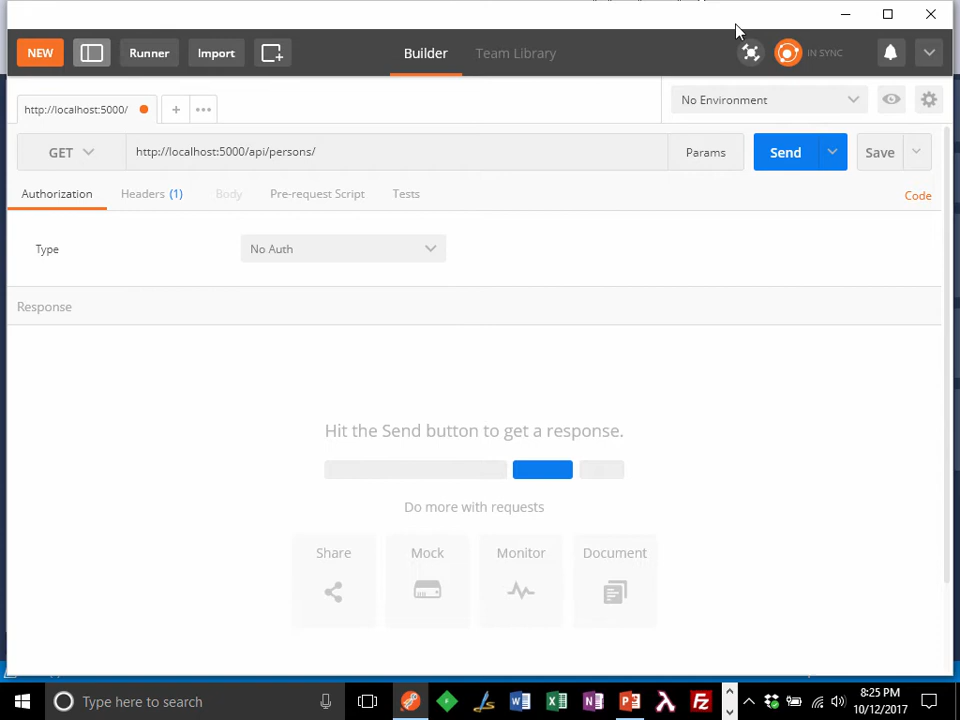 NEW
Runner
Import
Builder
Team Library
IN SYNC
http://localhost:5000/
+
No Environment
GET
http://localhost:5000/api/persons/
Params
Send
Save
Authorization
Headers (1)
Body
Pre-request Script
Tests
Code
Type
No Auth
Response
Hit the Send button to get a response.
Do more with requests
Share
Mock
Monitor
Document
Type here to search
8:25 PM
10/12/2017